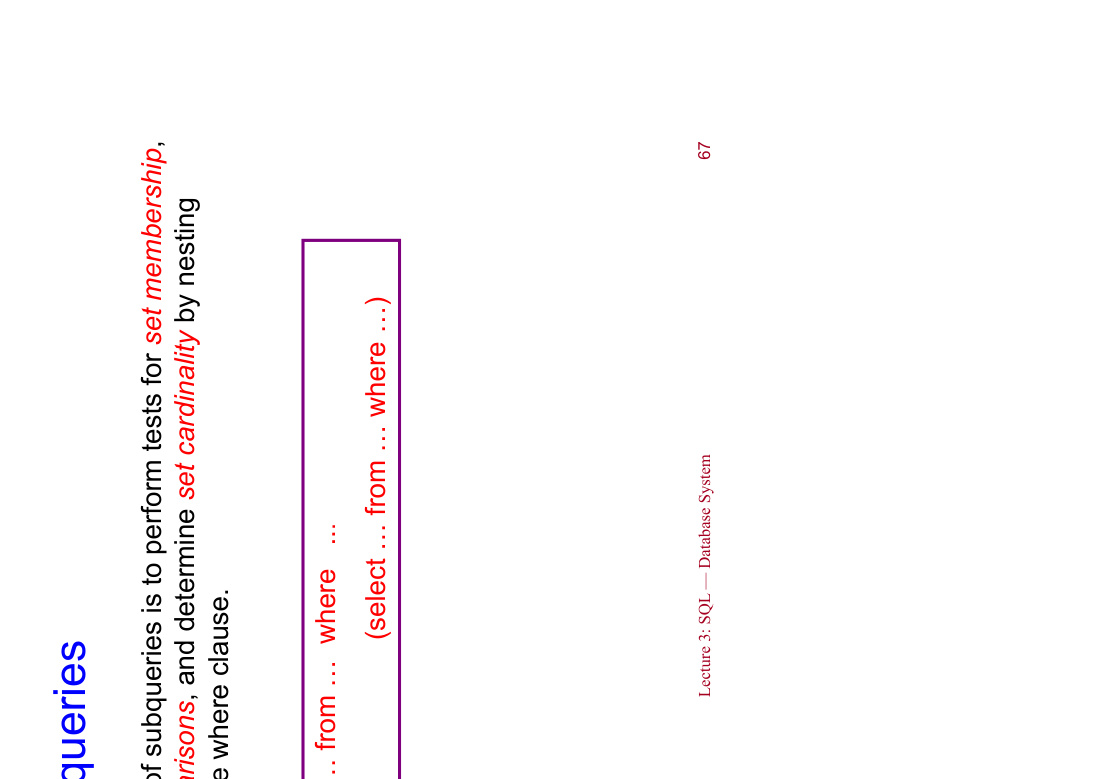 queries
of subqueries is to perform tests for set membership,
arisons, and determine set cardinality by nesting
e where clause.
.. from … where …
(select … from … where …)
Lecture 3: SQL — Database System
67